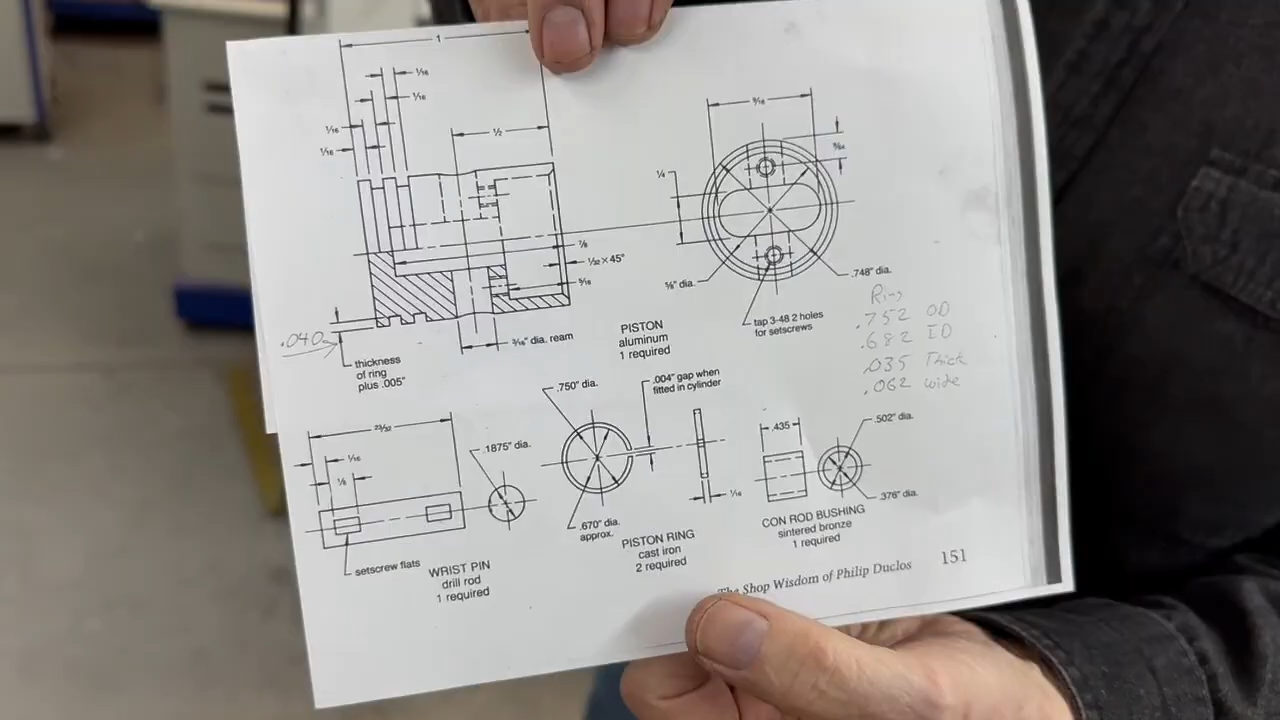 1
1/16
1/16
1/16
1/16
1/2
9/16
9/64
1/4
7/8
1/32 × 45°
9/16
5/8" dia.
.748" dia.
tap 3-48 2 holes
for setscrews
3/16" dia. ream
PISTON
aluminum
1 required
.040
thickness
of ring
plus .005"
Ring
.752 OD
.682 ID
.035 Thick
.062 wide
23/32
1/16
1/8
.1875" dia.
setscrew flats
WRIST PIN
drill rod
1 required
.750" dia.
.004" gap when
fitted in cylinder
.670" dia.
approx.
1/16
PISTON RING
cast iron
2 required
.435
.502" dia.
.376" dia.
CON ROD BUSHING
sintered bronze
1 required
The Shop Wisdom of Philip Duclos 151